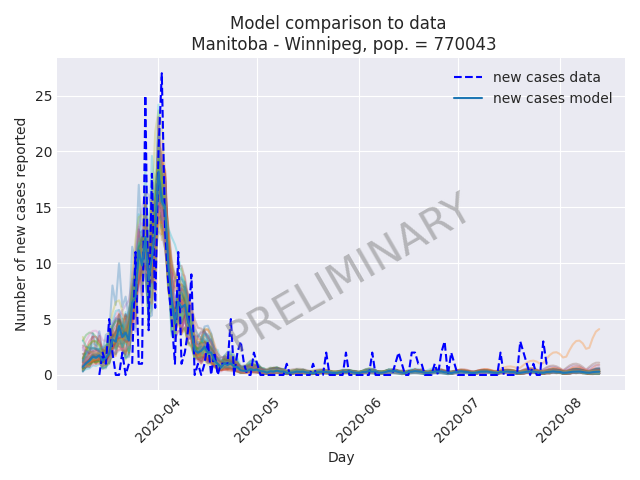 Model comparison to data
Manitoba - Winnipeg, pop. = 770043
new cases data
new cases model
Number of new cases reported
25
20
15
10
5
0
PRELIMINARY
2020-04
2020-05
2020-06
2020-07
2020-08
Day